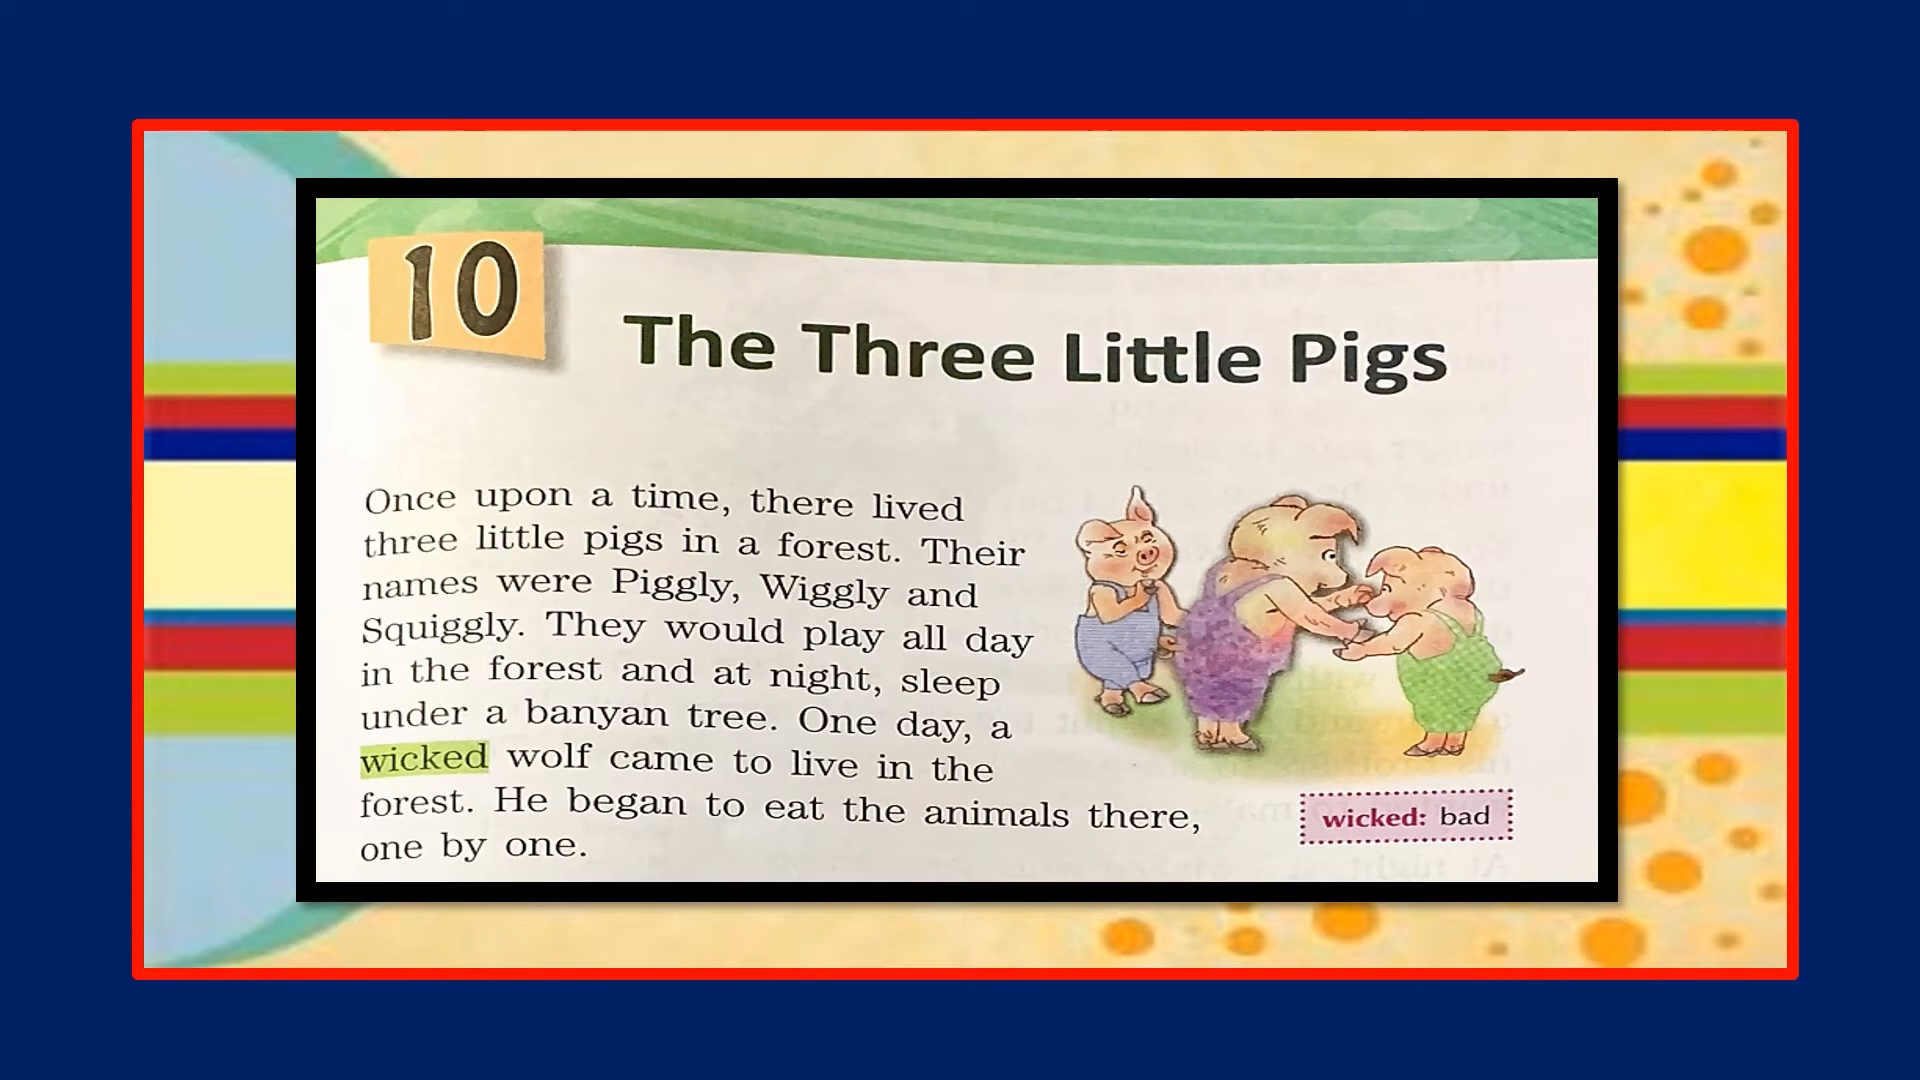 10
The Three Little Pigs
Once upon a time, there lived
three little pigs in a forest. Their
names were Piggly, Wiggly and
Squiggly. They would play all day
in the forest and at night, sleep
under a banyan tree. One day, a
wicked wolf came to live in the
forest. He began to eat the animals there,
one by one.
wicked: bad